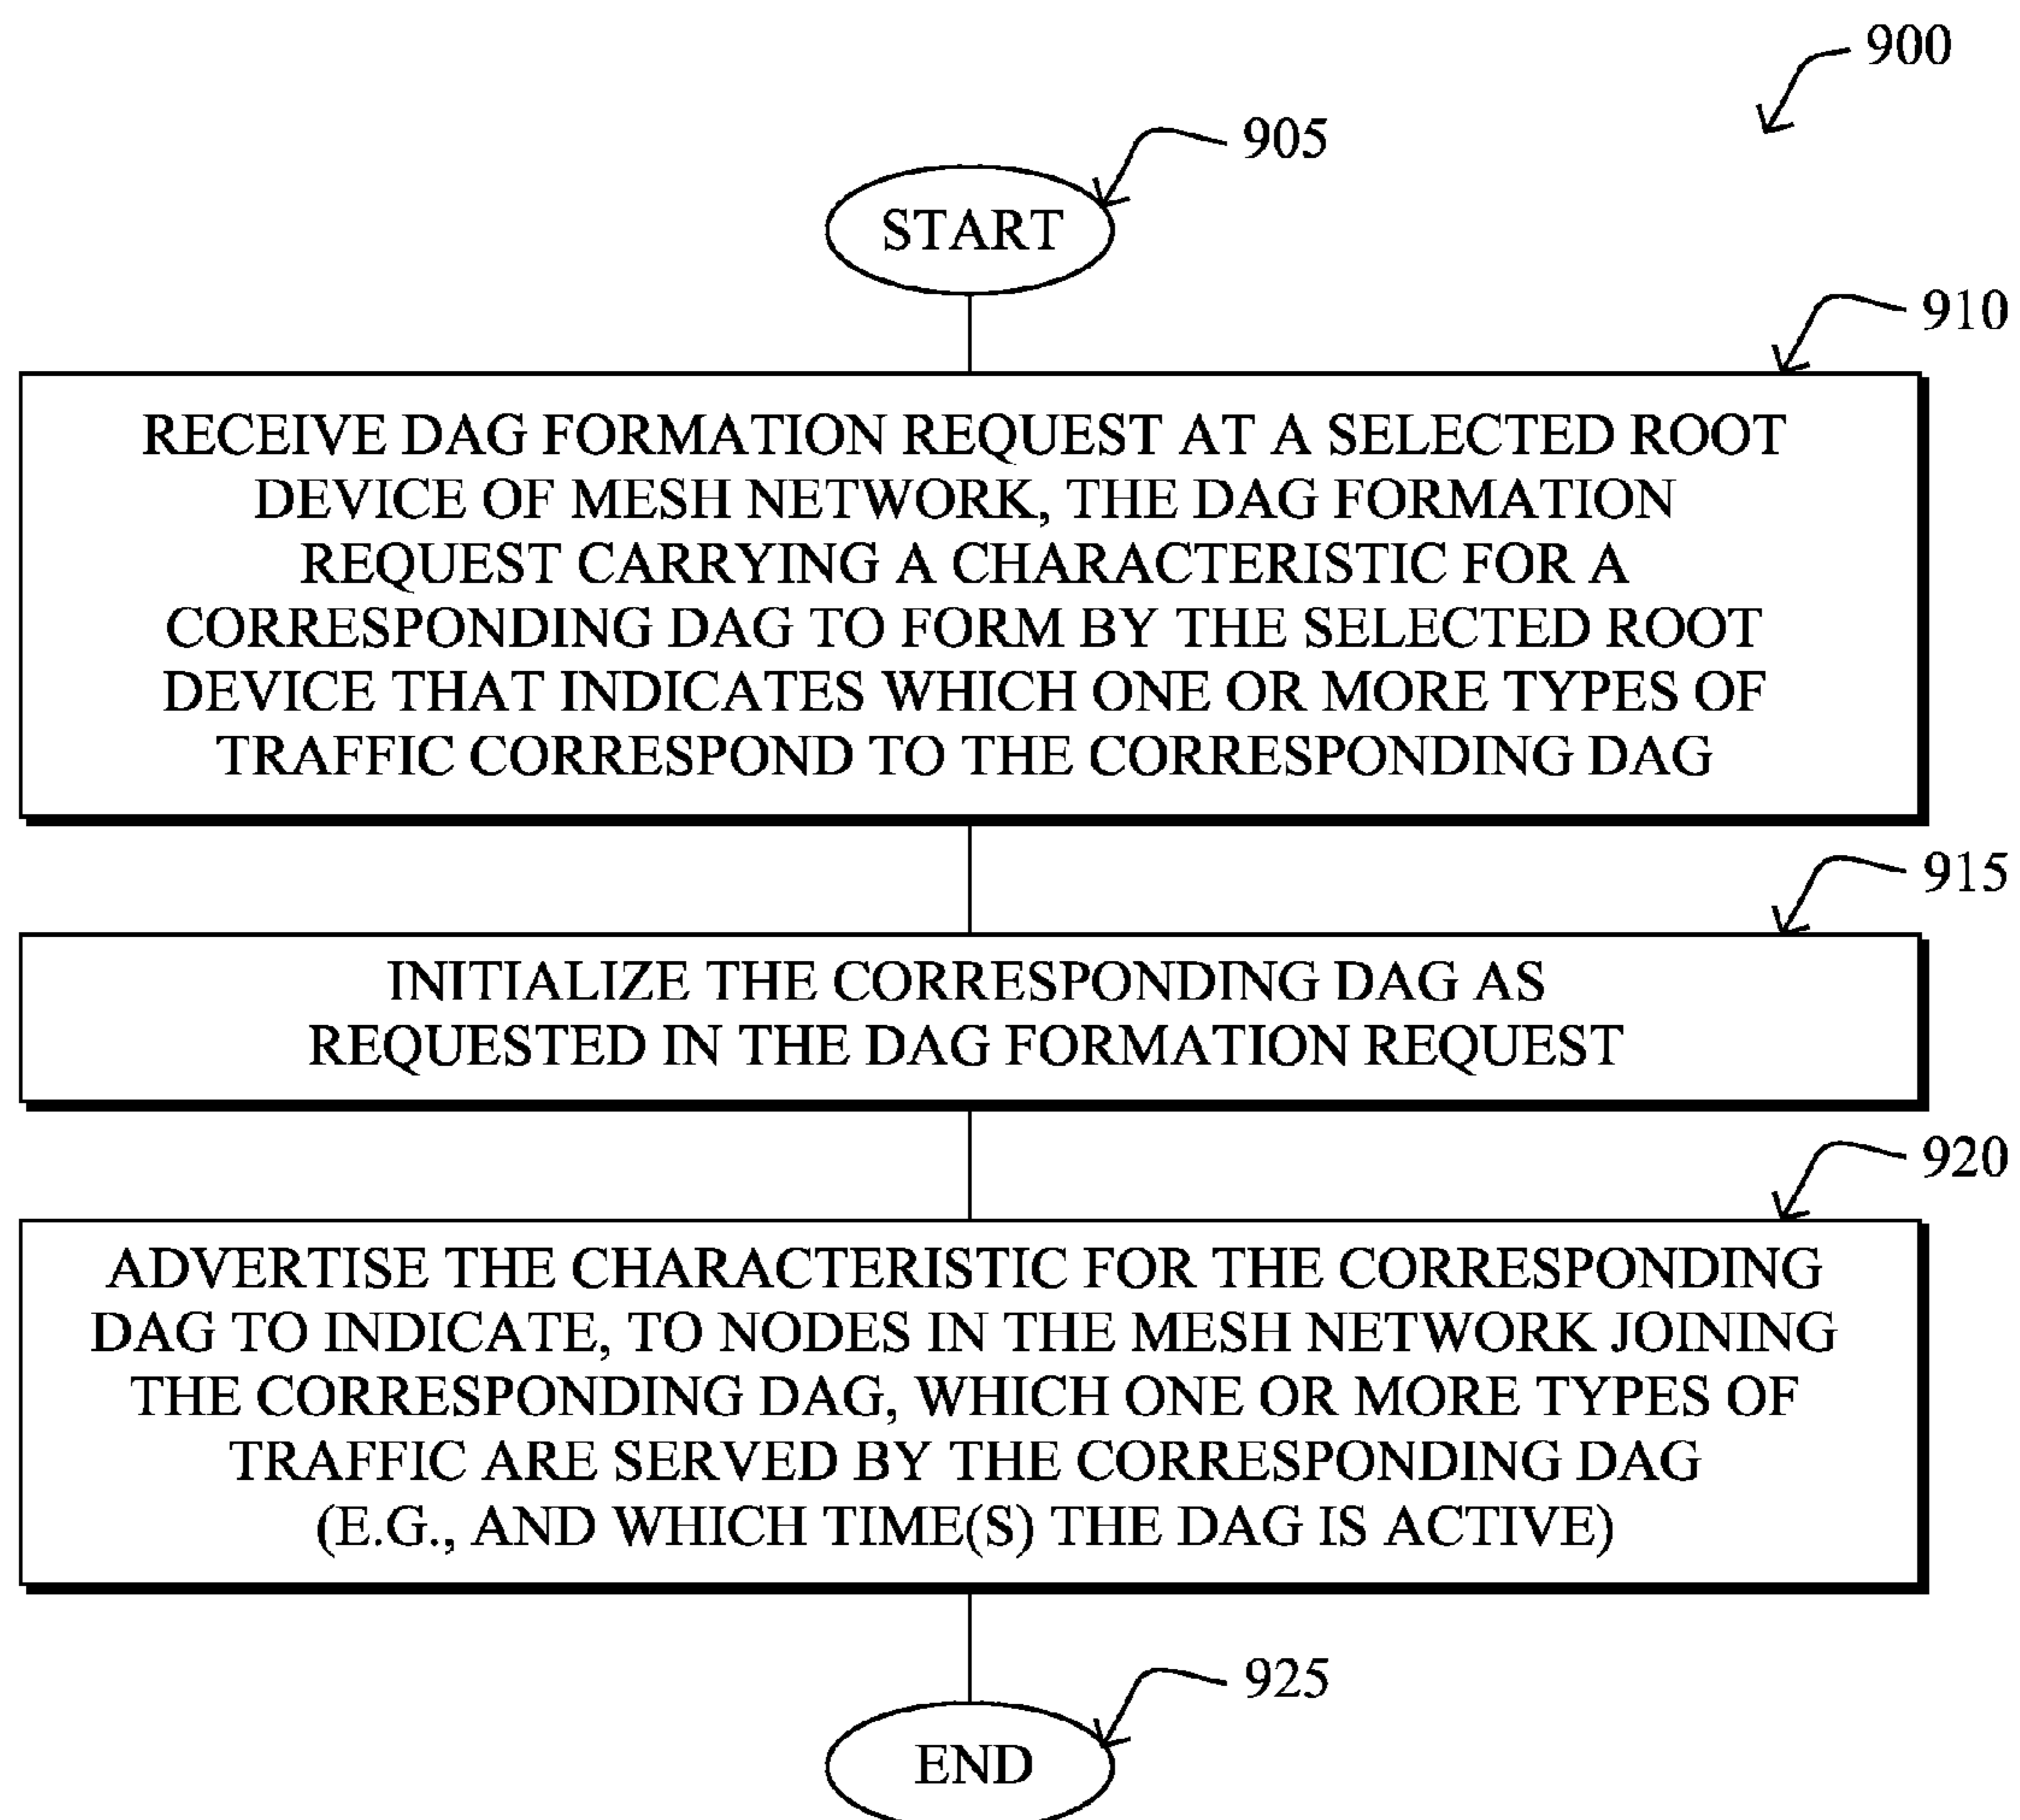 900
905
START
910
RECEIVE DAG FORMATION REQUEST AT A SELECTED ROOT
DEVICE OF MESH NETWORK, THE DAG FORMATION
REQUEST CARRYING A CHARACTERISTIC FOR A
CORRESPONDING DAG TO FORM BY THE SELECTED ROOT
DEVICE THAT INDICATES WHICH ONE OR MORE TYPES OF
TRAFFIC CORRESPOND TO THE CORRESPONDING DAG
915
INITIALIZE THE CORRESPONDING DAG AS
REQUESTED IN THE DAG FORMATION REQUEST
920
ADVERTISE THE CHARACTERISTIC FOR THE CORRESPONDING
DAG TO INDICATE, TO NODES IN THE MESH NETWORK JOINING
THE CORRESPONDING DAG, WHICH ONE OR MORE TYPES OF
TRAFFIC ARE SERVED BY THE CORRESPONDING DAG
(E.G., AND WHICH TIME(S) THE DAG IS ACTIVE)
925
END